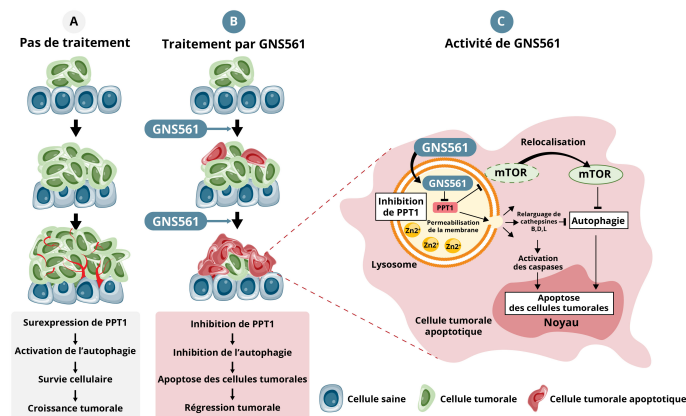 A
Pas de traitement
B
Traitement par GNS561
GNS561
GNS561
C
Activité de GNS561
GNS561
GNS561
Inhibition
de PPT1
PPT1
Perméabilisation
de la membrane
Zn2⁺
Zn2⁺
Zn2⁺
Lysosome
mTOR
Relocalisation
mTOR
Relarguage de
cathepsines
B,D,L
Autophagie
Activation
des caspases
Apoptose
des cellules tumorales
Noyau
Cellule tumorale
apoptotique
Surexpression de PPT1
Activation de l'autophagie
Survie cellulaire
Croissance tumorale
Inhibition de PPT1
Inhibition de l'autophagie
Apoptose des cellules tumorales
Régression tumorale
Cellule saine
Cellule tumorale
Cellule tumorale apoptotique